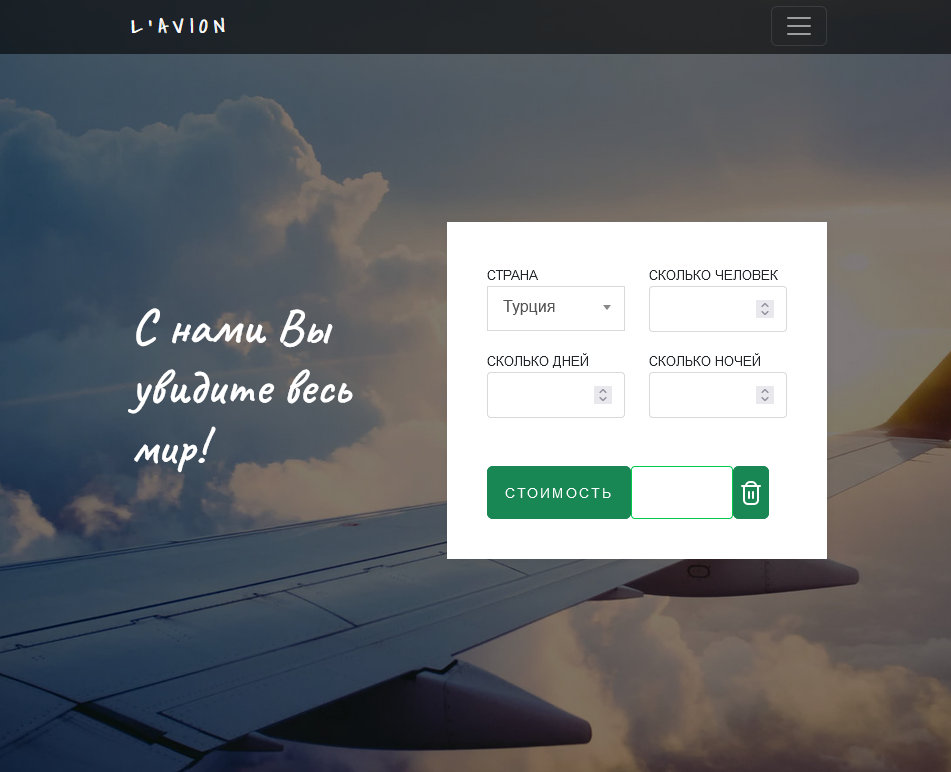 L'AVION
С нами Вы
увидите весь
мир!
СТРАНА
СКОЛЬКО ЧЕЛОВЕК
Турция
СКОЛЬКО ДНЕЙ
СКОЛЬКО НОЧЕЙ
СТОИМОСТЬ